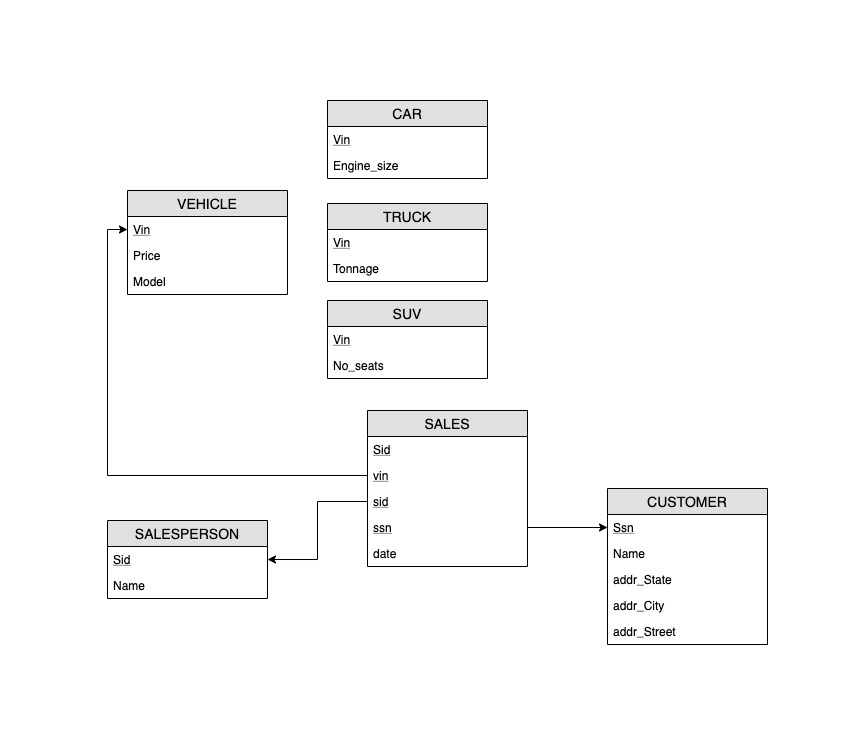 CAR
Vin
Engine_size
VEHICLE
Vin
Price
Model
TRUCK
Vin
Tonnage
SUV
Vin
No_seats
SALES
Sid
vin
sid
ssn
date
SALESPERSON
Sid
Name
CUSTOMER
Ssn
Name
addr_State
addr_City
addr_Street